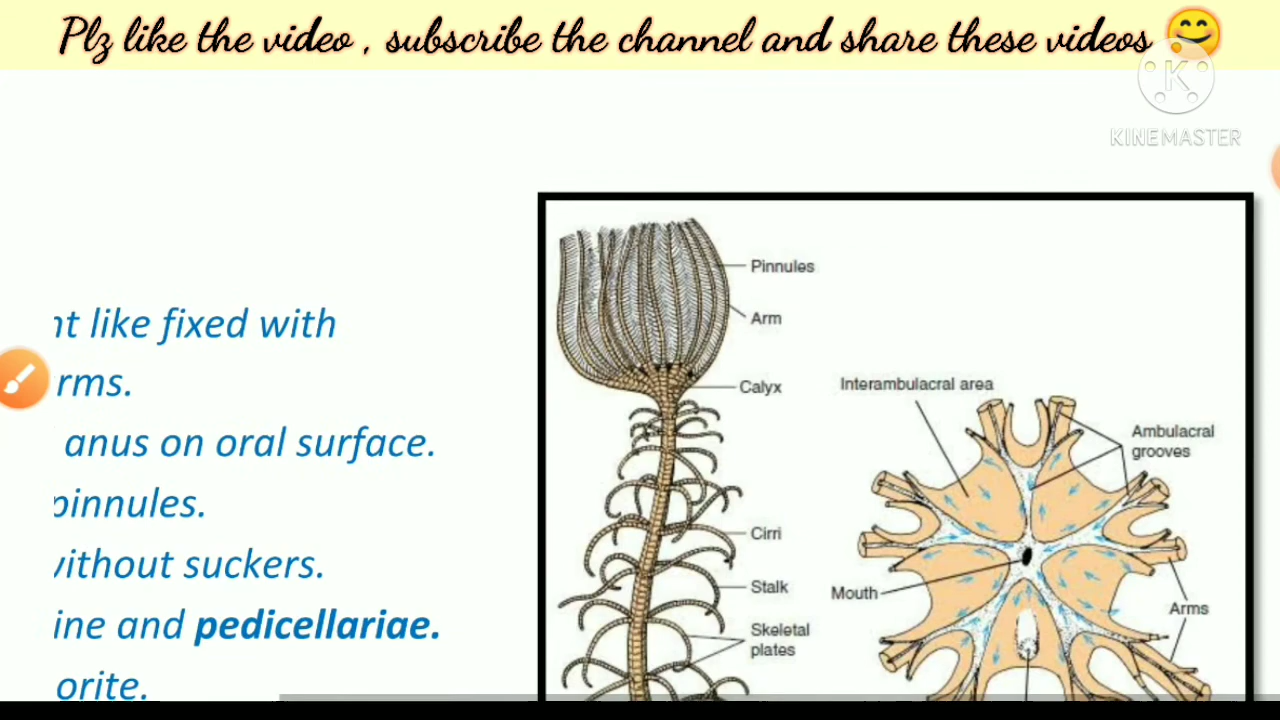 Plz like the video , subscribe the channel and share these videos 😊
K
KINEMASTER
nt like fixed with
rms.
anus on oral surface.
pinnules.
without suckers.
ine and pedicellariae.
orite.
Pinnules
Arm
Calyx
Cirri
Stalk
Skeletal
plates
Interambulacral area
Ambulacral
grooves
Mouth
Arms